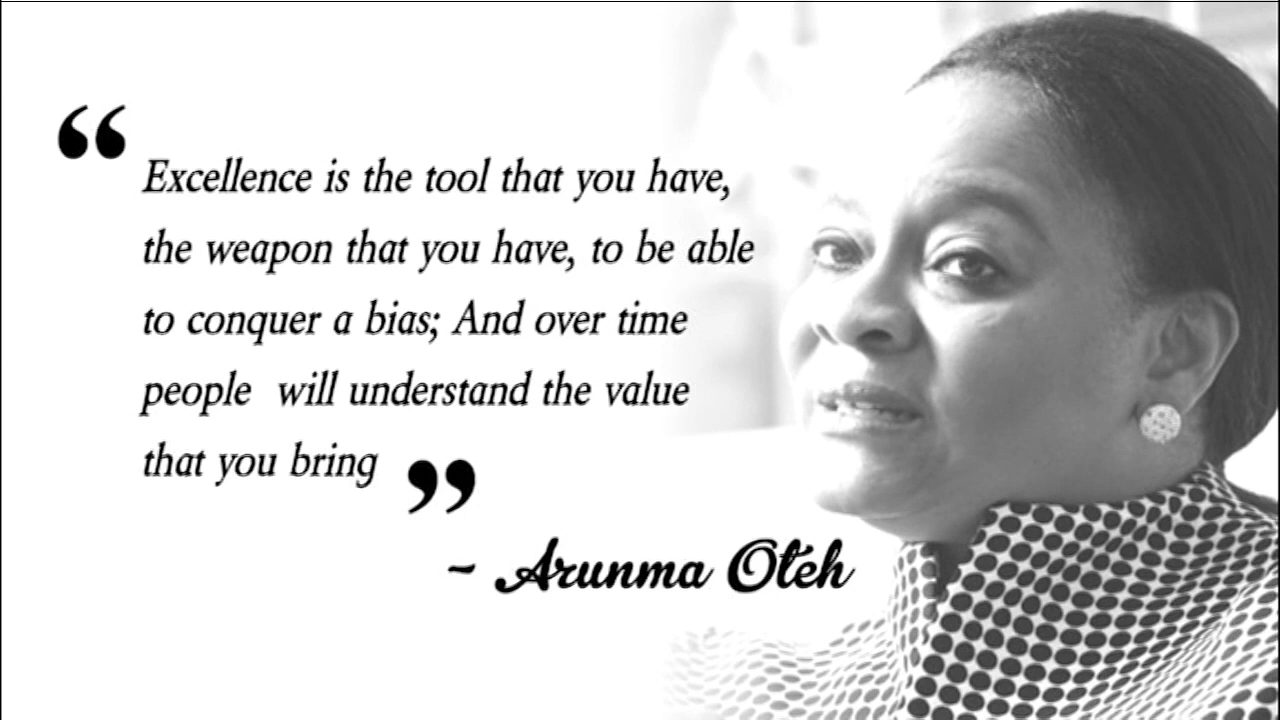 “ Excellence is the tool that you have,
the weapon that you have, to be able
to conquer a bias; And over time
people will understand the value
that you bring ”
~ Arunma Oteh